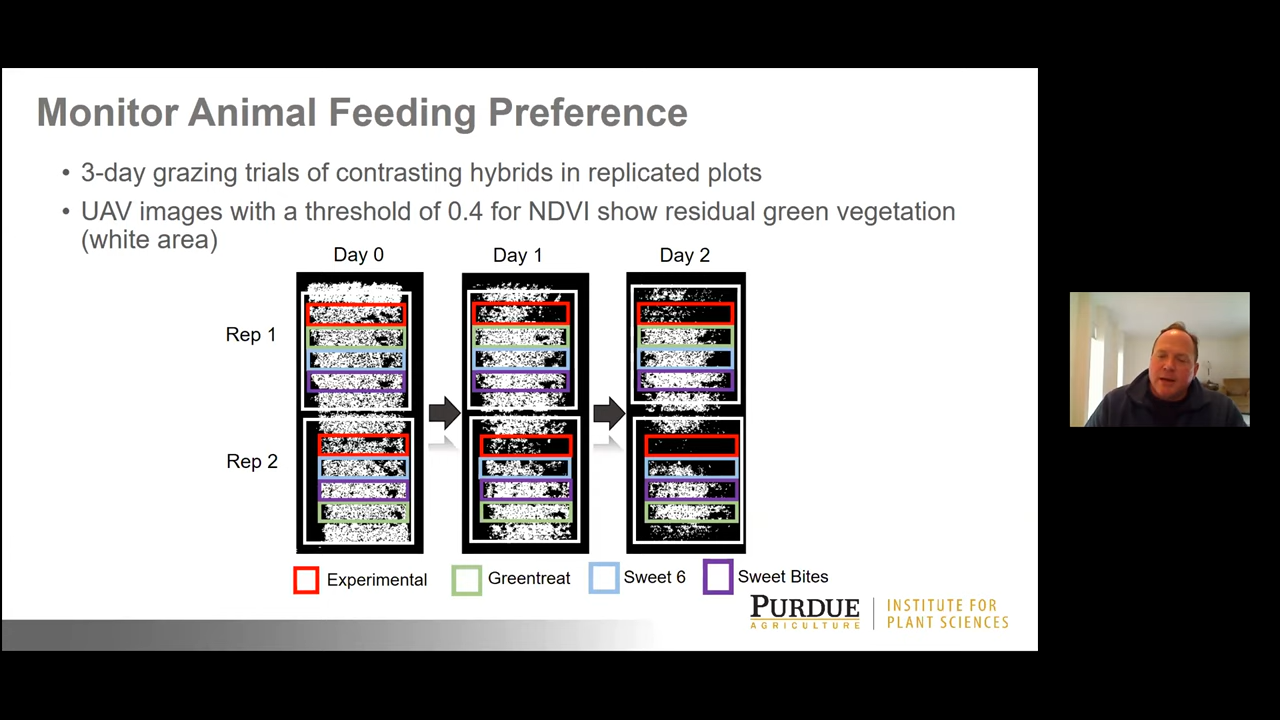 Monitor Animal Feeding Preference
• 3-day grazing trials of contrasting hybrids in replicated plots
• UAV images with a threshold of 0.4 for NDVI show residual green vegetation
(white area)
Day 0
Day 1
Day 2
Rep 1
Rep 2
Experimental
Greentreat
Sweet 6
Sweet Bites
PURDUE
AGRICULTURE
INSTITUTE FOR
PLANT SCIENCES